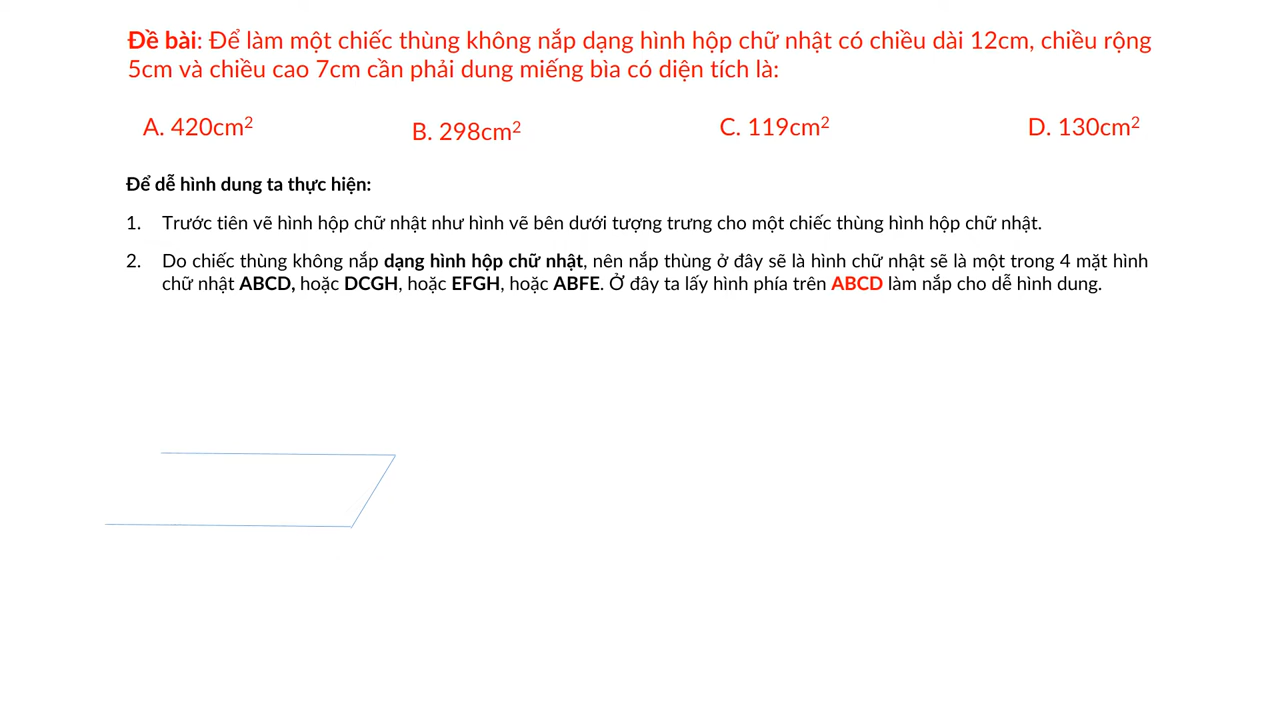 Đề bài: Để làm một chiếc thùng không nắp dạng hình hộp chữ nhật có chiều dài 12cm, chiều rộng
5cm và chiều cao 7cm cần phải dung miếng bìa có diện tích là:
A. 420cm² B. 298cm² C. 119cm² D. 130cm²
Để dễ hình dung ta thực hiện:
1. Trước tiên vẽ hình hộp chữ nhật như hình vẽ bên dưới tượng trưng cho một chiếc thùng hình hộp chữ nhật.
2. Do chiếc thùng không nắp dạng hình hộp chữ nhật, nên nắp thùng ở đây sẽ là hình chữ nhật sẽ là một trong 4 mặt hình
chữ nhật ABCD, hoặc DCGH, hoặc EFGH, hoặc ABFE. Ở đây ta lấy hình phía trên ABCD làm nắp cho dễ hình dung.